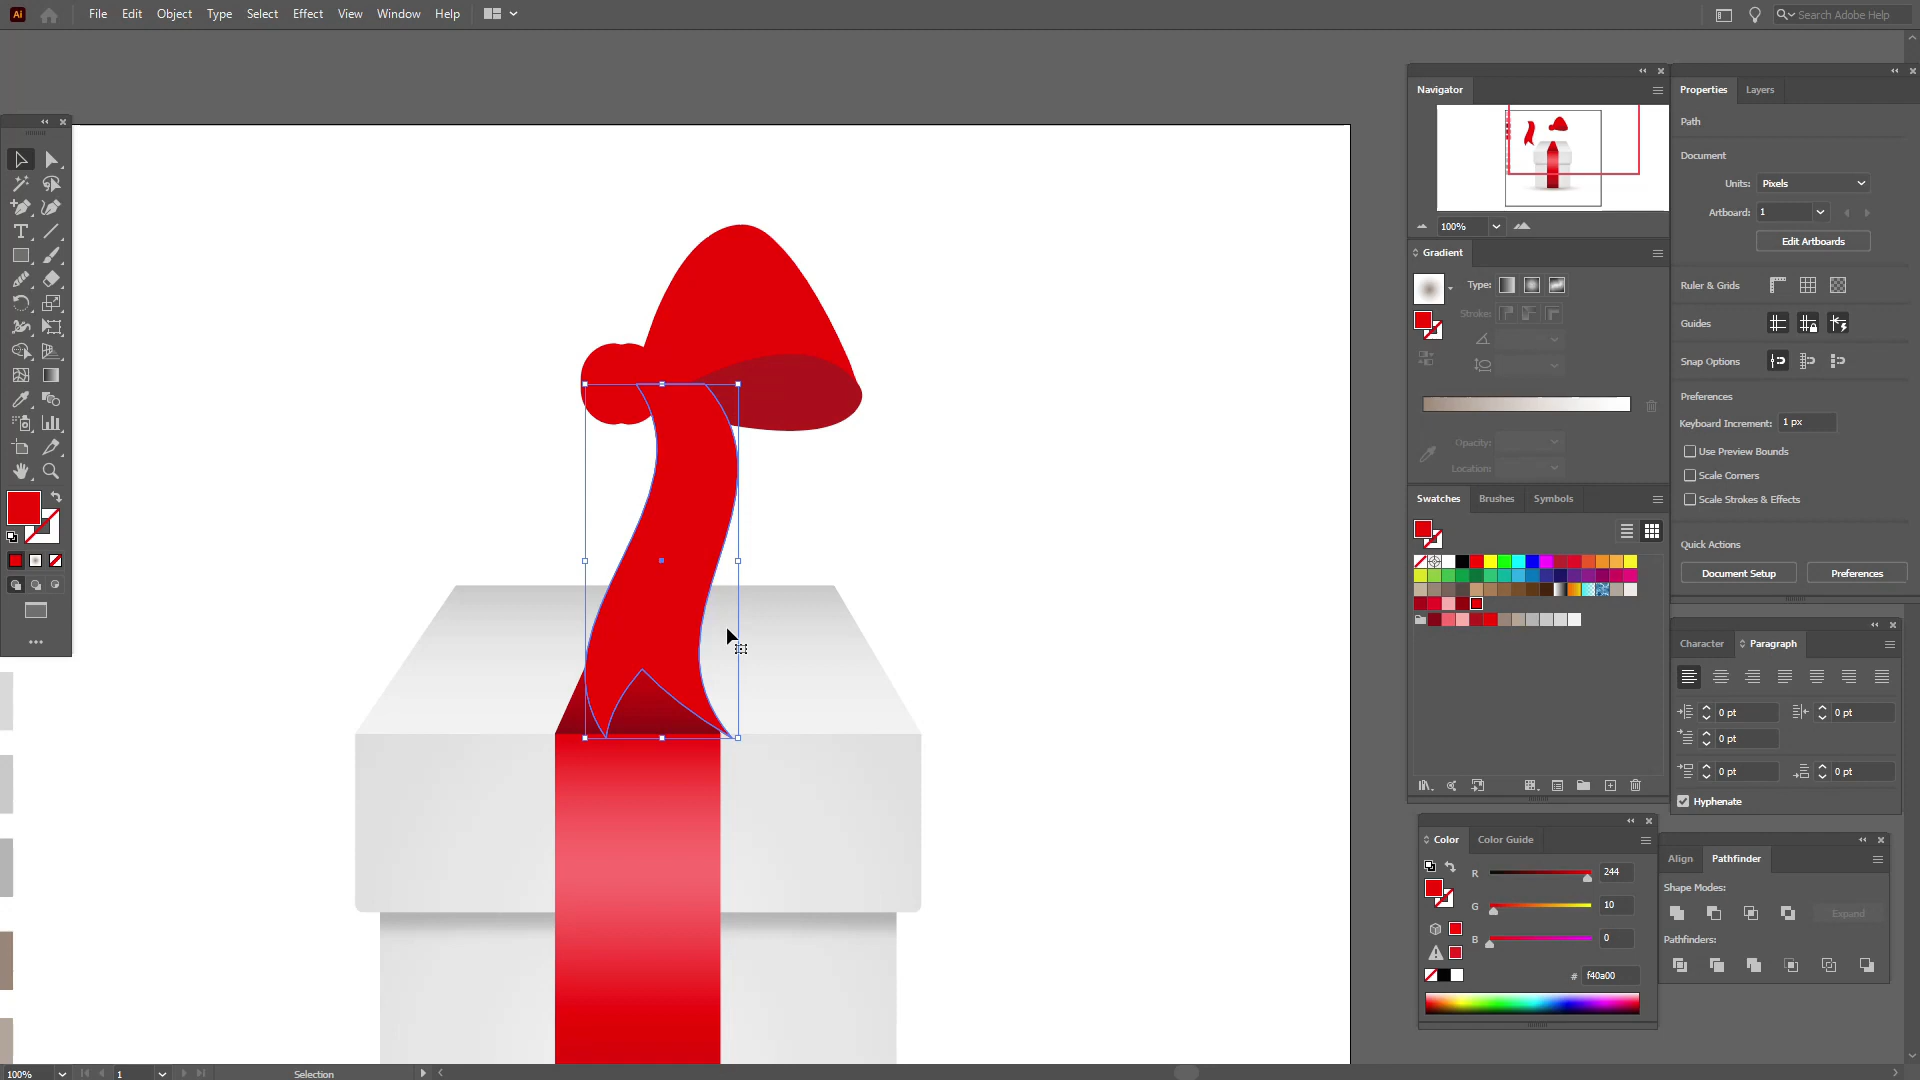 Ai File Edit Object Type Select Effect View Window Help Search Adobe Help
Navigator
100%
Gradient
Type:
Stroke:
Opacity:
Location:
Swatches Brushes Symbols
Color Color Guide
R 244
G 10
B 0
# f40a00
Properties Layers
Path
Document
Units: Pixels
Artboard: 1
Edit Artboards
Ruler & Grids
Guides
Snap Options
Preferences
Keyboard Increment: 1 px
Use Preview Bounds
Scale Corners
Scale Strokes & Effects
Quick Actions
Document Setup Preferences
Character Paragraph
0 pt 0 pt
0 pt
0 pt 0 pt
Hyphenate
Align Pathfinder
Shape Modes:
Expand
Pathfinders:
100% 1 Selection